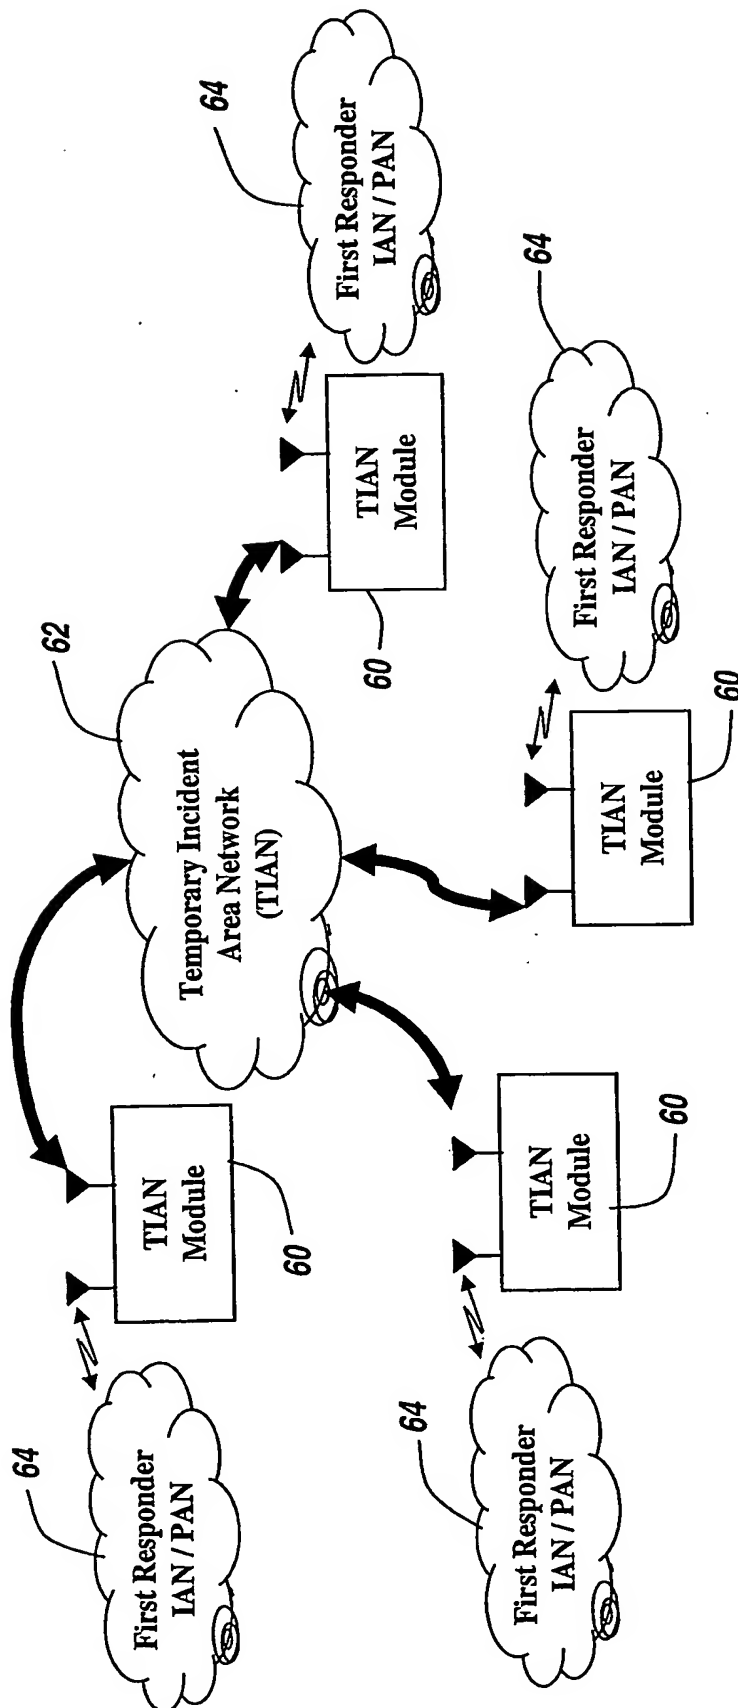 64
First Responder
IAN / PAN
TIAN
Module
60
62
Temporary Incident
Area Network
(TIAN)
TIAN
Module
60
64
First Responder
IAN / PAN
64
First Responder
IAN / PAN
TIAN
Module
60
TIAN
Module
60
64
First Responder
IAN / PAN